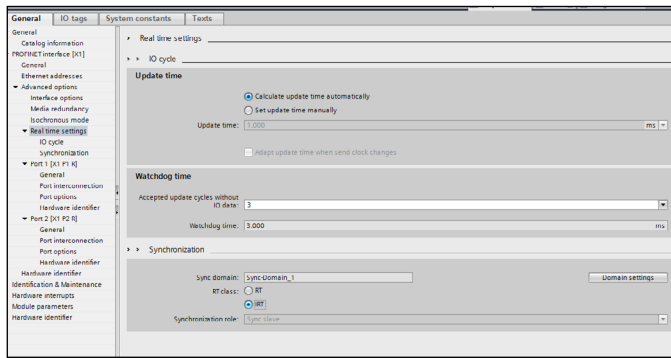 General IO tags System constants Texts
General
Catalog information
PROFINET interface [X1]
General
Ethernet addresses
Advanced options
Interface options
Media redundancy
Isochronous mode
Real time settings
IO cycle
Synchronization
Port 1 [X1 P1 R]
General
Port interconnection
Port options
Hardware identifier
Port 2 [X1 P2 R]
General
Port interconnection
Port options
Hardware identifier
Hardware identifier
Identification & Maintenance
Hardware interrupts
Module parameters
Hardware identifier
Real time settings
IO cycle
Update time
Calculate update time automatically
Set update time manually
Update time: 1.000 ms
Adapt update time when send clock changes
Watchdog time
Accepted update cycles without
IO data: 3
Watchdog time: 3.000 ms
Synchronization
Sync domain: Sync-Domain_1 Domain settings
RT class: RT
IRT
Synchronization role: Sync slave